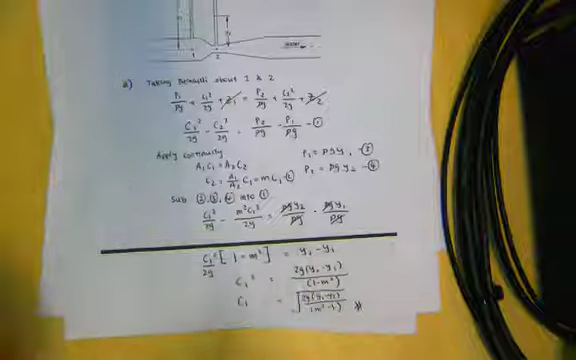 water
1 2
a) Taking Bernoulli about 1 & 2
P₁/ρg + C₁²/2g + z₁ = P₂/ρg + C₂²/2g + z₂
C₁²/2g - C₂²/2g = P₂/ρg - P₁/ρg - ①
Apply continuity P₁ = ρgy₁ - ③
A₁C₁ = A₂C₂ P₂ = ρgy₂ - ④
C₂ = A₁/A₂ C₁ = mC₁ - ②
Sub ②,③,④ into ①
C₁²/2g - m²C₁²/2g = ρgy₂/ρg - ρgy₁/ρg
C₁²/2g [1 - m²] = y₂ - y₁
C₁² = 2g(y₂ - y₁)/(1 - m²)
C₁ = √(2g(y₁ - y₂)/(m² - 1))